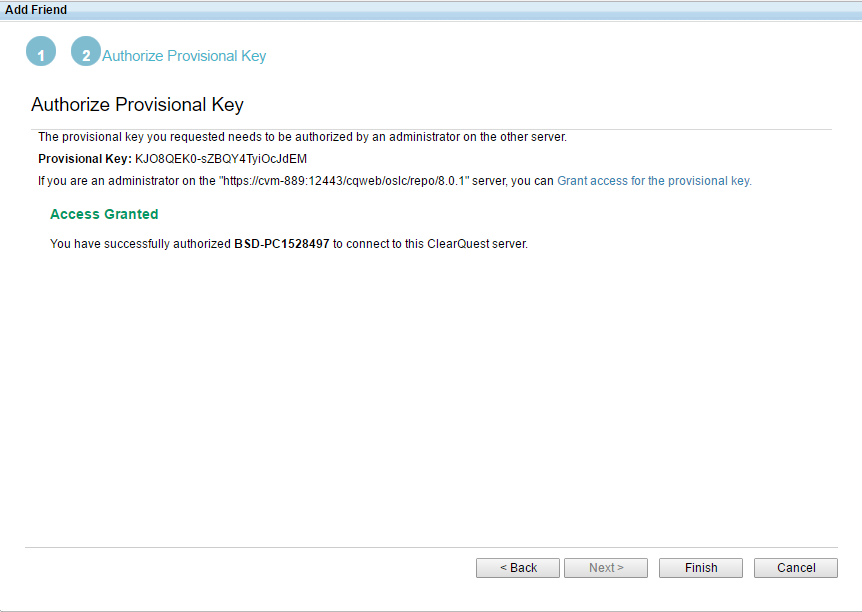 Add Friend
1 2 Authorize Provisional Key
Authorize Provisional Key
The provisional key you requested needs to be authorized by an administrator on the other server.
Provisional Key: KJO8QEK0-sZBQY4TyiOcJdEM
If you are an administrator on the "https://cvm-889:12443/cqweb/oslc/repo/8.0.1" server, you can Grant access for the provisional key.
Access Granted
You have successfully authorized BSD-PC1528497 to connect to this ClearQuest server.
< Back Next > Finish Cancel